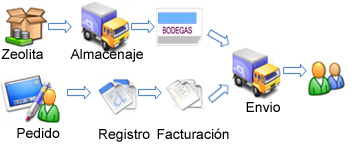 BODEGAS
Zeolita
Almacenaje
Envio
Pedido
Registro
Facturación